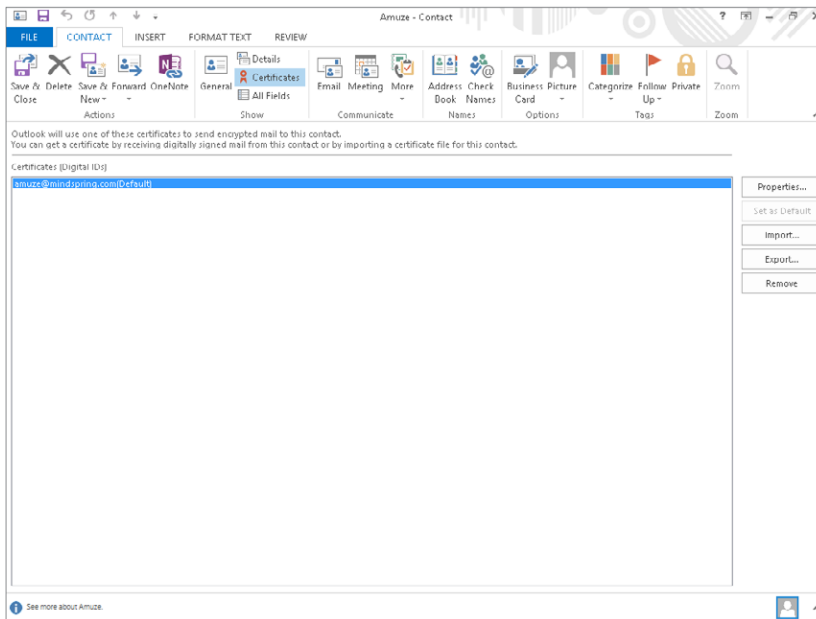 Amuze - Contact
?
FILE CONTACT INSERT FORMAT TEXT REVIEW
Save & Close
Delete
Save & New
Forward
OneNote
Actions
General
Details
Certificates
All Fields
Show
Email
Meeting
More
Communicate
Address Book
Check Names
Names
Business Card
Picture
Options
Categorize
Follow Up
Private
Tags
Zoom
Zoom
Outlook will use one of these certificates to send encrypted mail to this contact.
You can get a certificate by receiving digitally signed mail from this contact or by importing a certificate file for this contact.
Certificates (Digital IDs)
amuze@mindspring.com(Default)
Properties...
Set as Default
Import...
Export...
Remove
See more about Amuze.